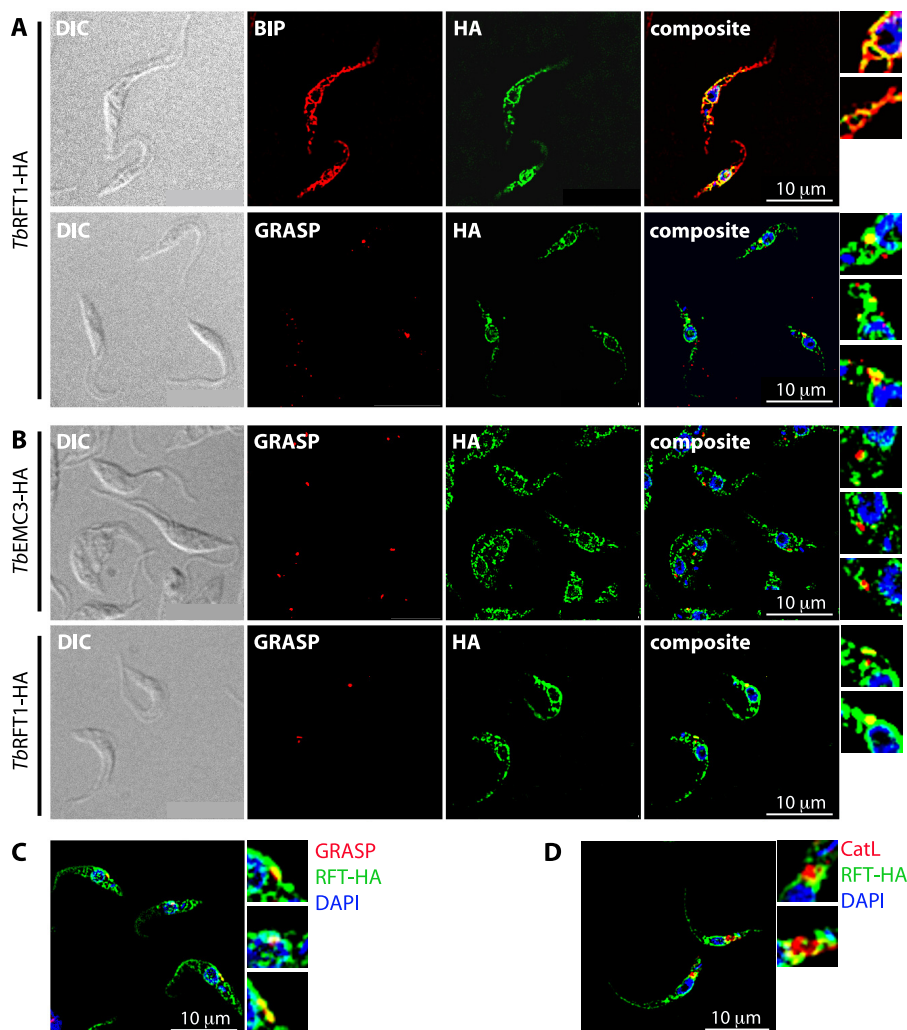 A
TbRFT1-HA
DIC BIP HA composite
10 µm
DIC GRASP HA composite
10 µm
B
TbEMC3-HA
DIC GRASP HA composite
10 µm
TbRFT1-HA
DIC GRASP HA composite
10 µm
C
GRASP
RFT-HA
DAPI
10 µm
D
CatL
RFT-HA
DAPI
10 µm